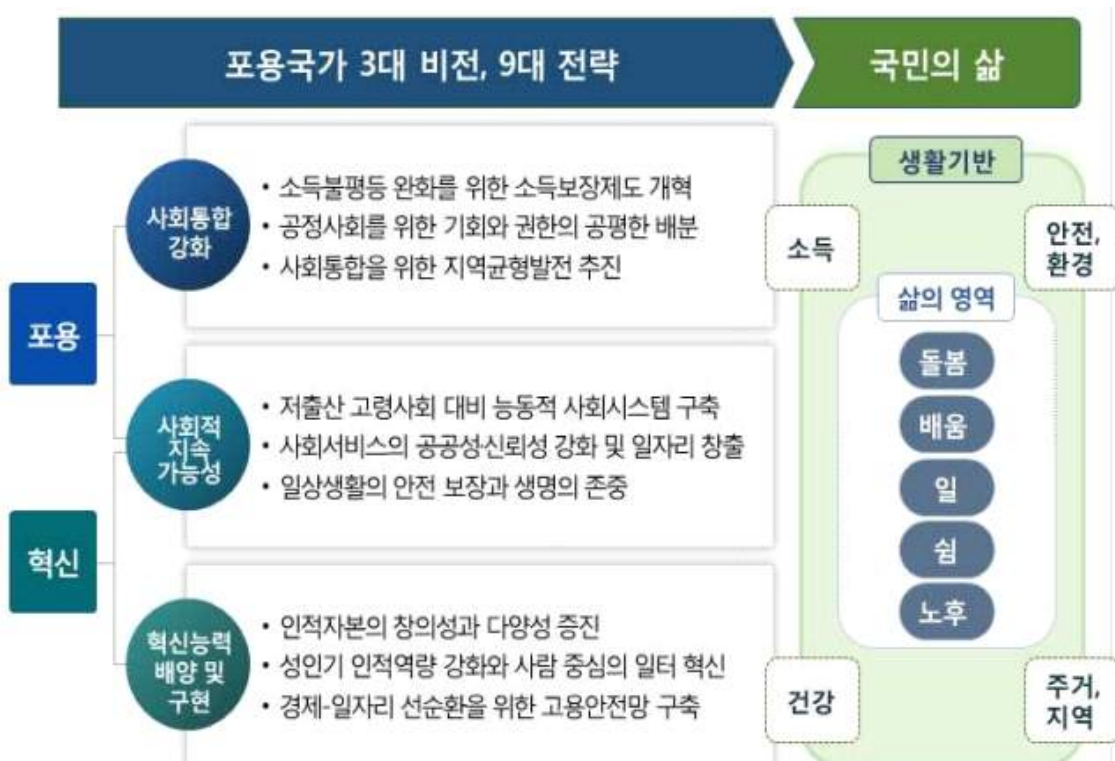 포용국가 3대 비전, 9대 전략
국민의 삶
포용
혁신
사회통합
강화
• 소득불평등 완화를 위한 소득보장제도 개혁
• 공정사회를 위한 기회와 권한의 공평한 배분
• 사회통합을 위한 지역균형발전 추진
사회적
지속
가능성
• 저출산 고령사회 대비 능동적 사회시스템 구축
• 사회서비스의 공공성·신뢰성 강화 및 일자리 창출
• 일상생활의 안전 보장과 생명의 존중
혁신능력
배양 및
구현
• 인적자본의 창의성과 다양성 증진
• 성인기 인적역량 강화와 사람 중심의 일터 혁신
• 경제-일자리 선순환을 위한 고용안전망 구축
생활기반
소득
안전,
환경
삶의 영역
돌봄
배움
일
쉼
노후
건강
주거,
지역